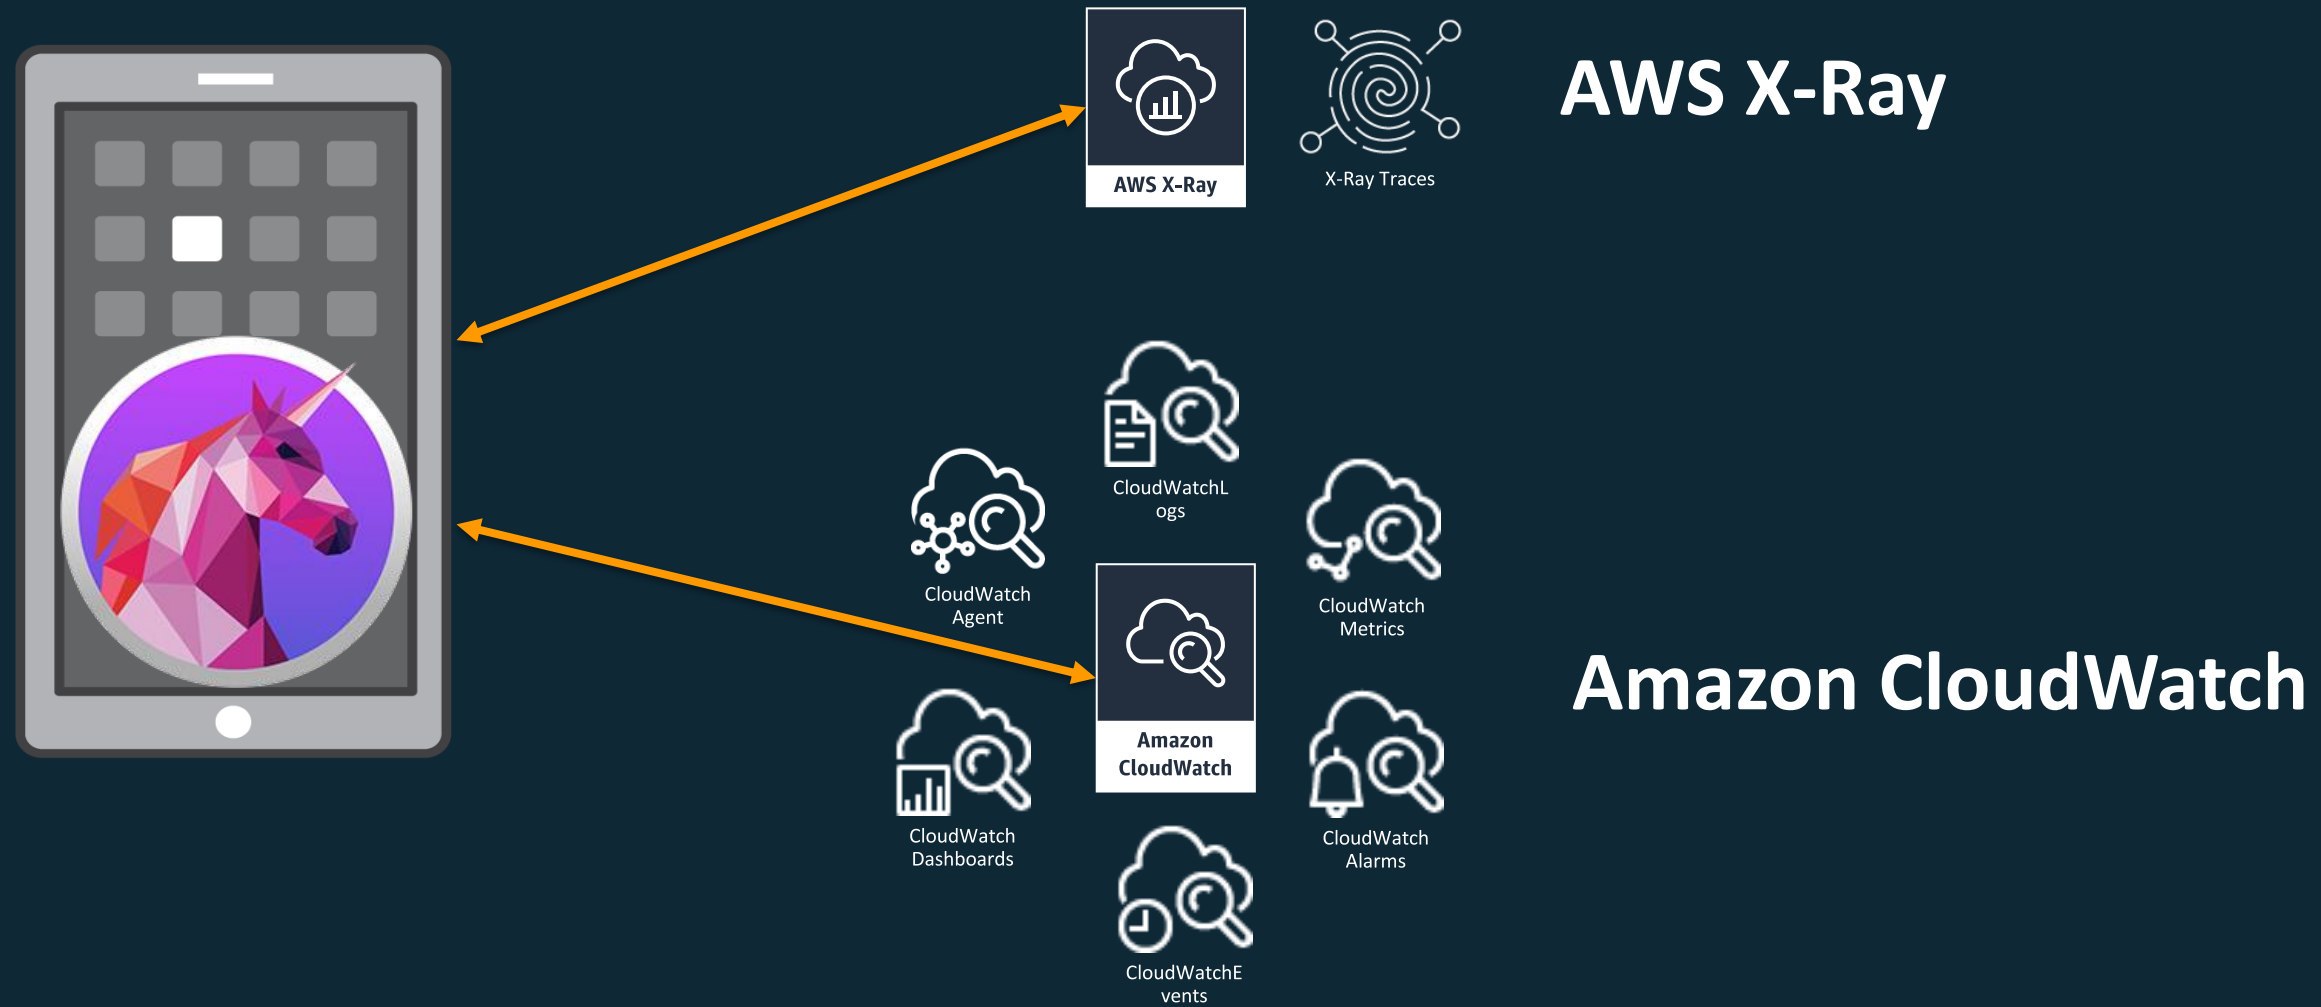 AWS X-Ray
X-Ray Traces
AWS X-Ray
CloudWatchL
ogs
CloudWatch
Agent
CloudWatch
Metrics
Amazon
CloudWatch
Amazon CloudWatch
CloudWatch
Dashboards
CloudWatch
Alarms
CloudWatchE
vents